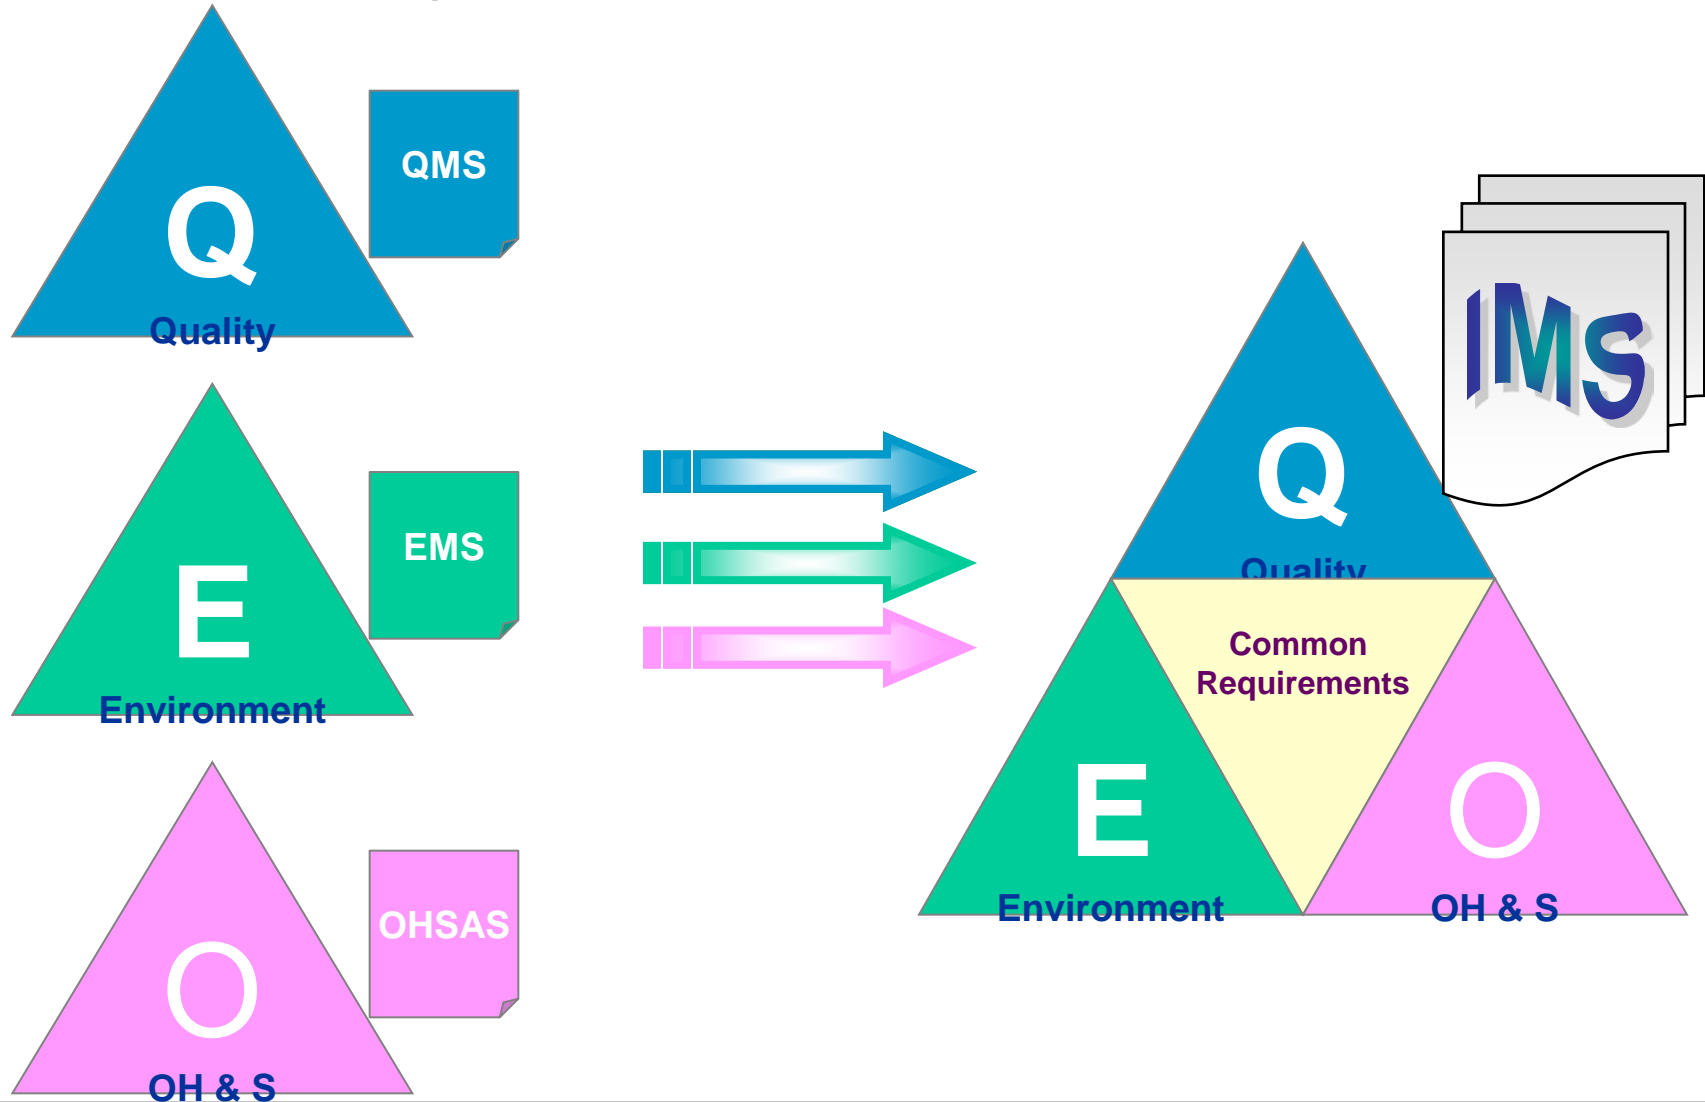 Q
Quality
QMS
E
Environment
EMS
O
OH & S
OHSAS
IMS
Q
Quality
Common
Requirements
E
Environment
O
OH & S